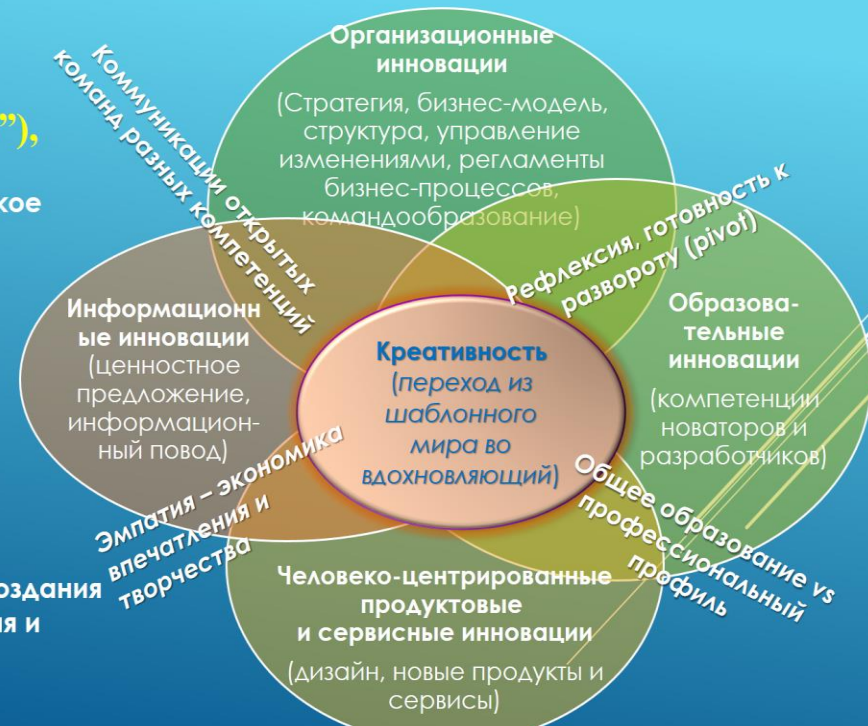 ”),
кое
оздания
ия и
Организационные
инновации
(Стратегия, бизнес-модель,
структура, управление
изменениями, регламенты
бизнес-процессов,
командообразование)
Коммуникации открытых
команд разных компетенций
Рефлексия, готовность к
развороту (pivot)
Информационн
ые инновации
(ценностное
предложение,
информацион-
ный повод)
Креативность
(переход из
шаблонного
мира во
вдохновляющий)
Образова-
тельные
инновации
(компетенции
новаторов и
разработчиков)
Эмпатия – экономика
впечатления и
творчества
Общее образование vs
профессиональный
профиль
Человеко-центрированные
продуктовые
и сервисные инновации
(дизайн, новые продукты и
сервисы)